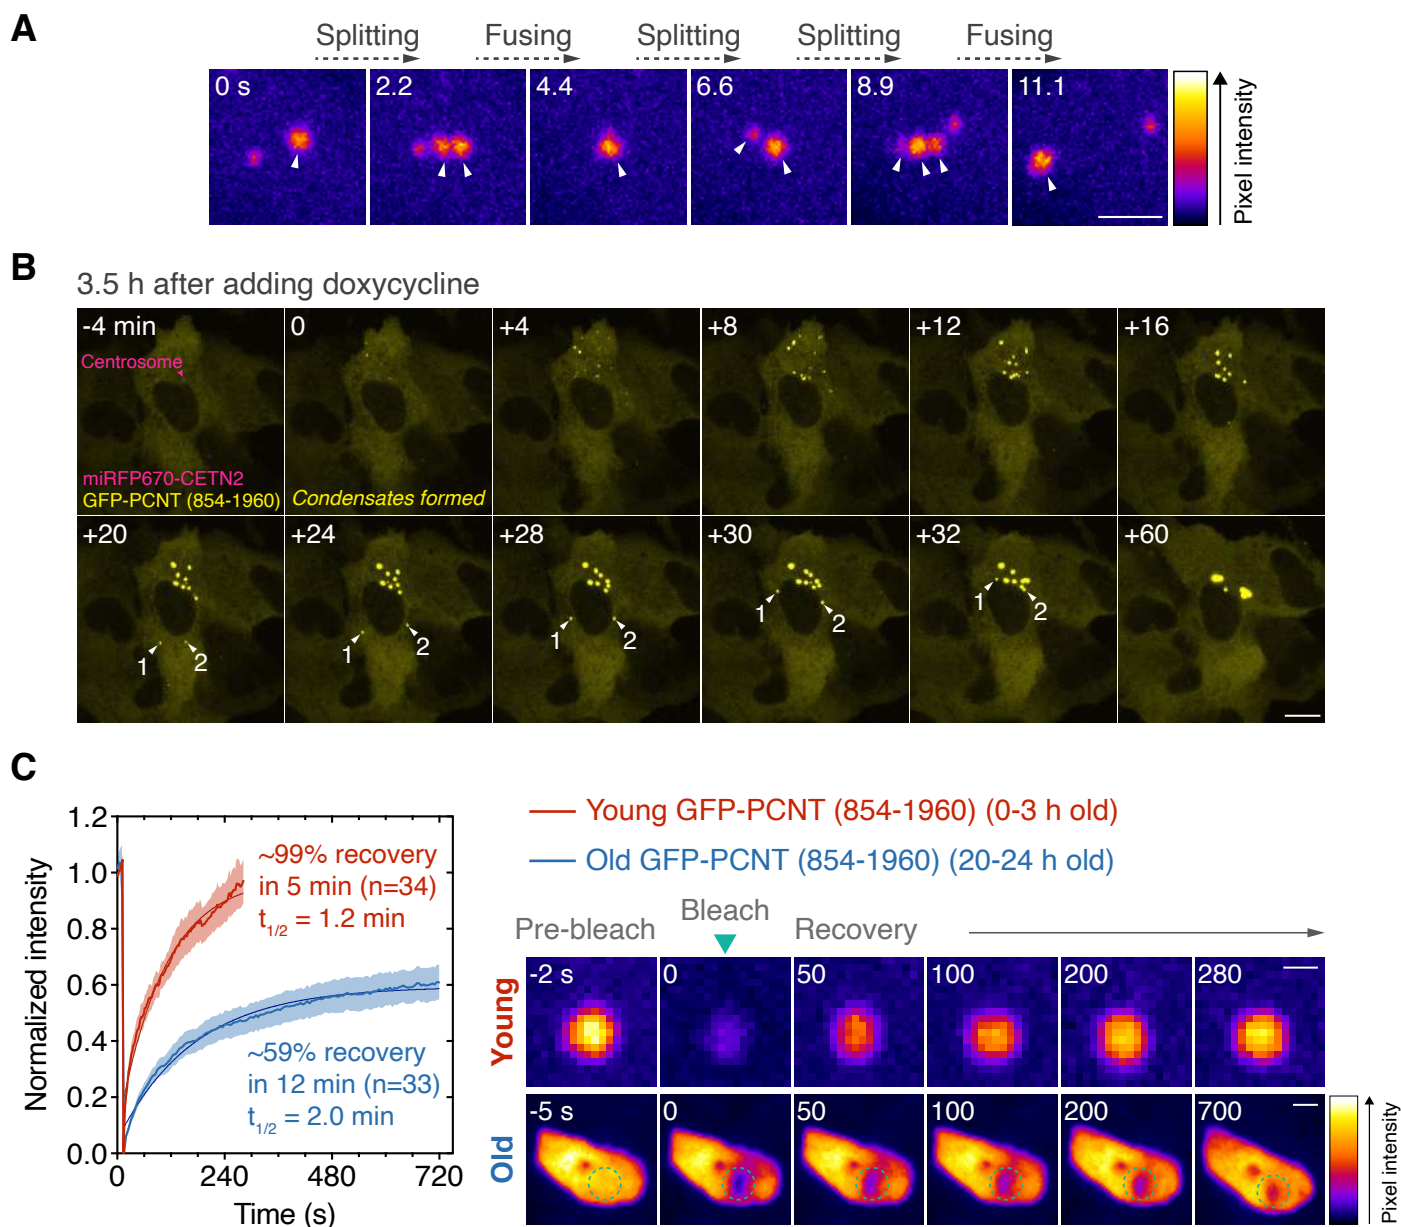 A
Splitting Fusing Splitting Splitting Fusing
0 s 2.2 4.4 6.6 8.9 11.1
Pixel intensity
B
3.5 h after adding doxycycline
-4 min 0 +4 +8 +12 +16
Centrosome
miRFP670-CETN2
GFP-PCNT (854-1960) Condensates formed
+20 +24 +28 +30 +32 +60
1 2 1 2 1 2 1 2 1 2
C
Normalized intensity
1.2
1.0
0.8
0.6
0.4
0.2
0.0
0 240 480 720
Time (s)
~99% recovery
in 5 min (n=34)
t1/2 = 1.2 min
~59% recovery
in 12 min (n=33)
t1/2 = 2.0 min
Young GFP-PCNT (854-1960) (0-3 h old)
Old GFP-PCNT (854-1960) (20-24 h old)
Pre-bleach Bleach Recovery
Young
-2 s 0 50 100 200 280
Old
-5 s 0 50 100 200 700
Pixel intensity